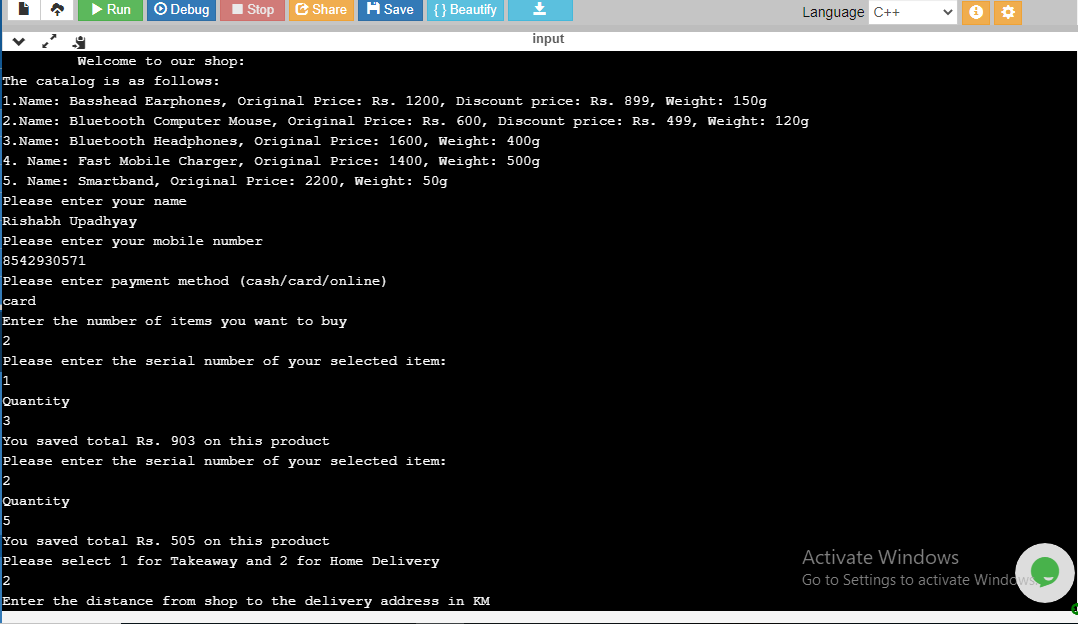 Run Debug Stop Share Save { } Beautify Language C++
input
Welcome to our shop:
The catalog is as follows:
1.Name: Basshead Earphones, Original Price: Rs. 1200, Discount price: Rs. 899, Weight: 150g
2.Name: Bluetooth Computer Mouse, Original Price: Rs. 600, Discount price: Rs. 499, Weight: 120g
3.Name: Bluetooth Headphones, Original Price: 1600, Weight: 400g
4. Name: Fast Mobile Charger, Original Price: 1400, Weight: 500g
5. Name: Smartband, Original Price: 2200, Weight: 50g
Please enter your name
Rishabh Upadhyay
Please enter your mobile number
8542930571
Please enter payment method (cash/card/online)
card
Enter the number of items you want to buy
2
Please enter the serial number of your selected item:
1
Quantity
3
You saved total Rs. 903 on this product
Please enter the serial number of your selected item:
2
Quantity
5
You saved total Rs. 505 on this product
Please select 1 for Takeaway and 2 for Home Delivery
2
Enter the distance from shop to the delivery address in KM
Activate Windows
Go to Settings to activate Windows.